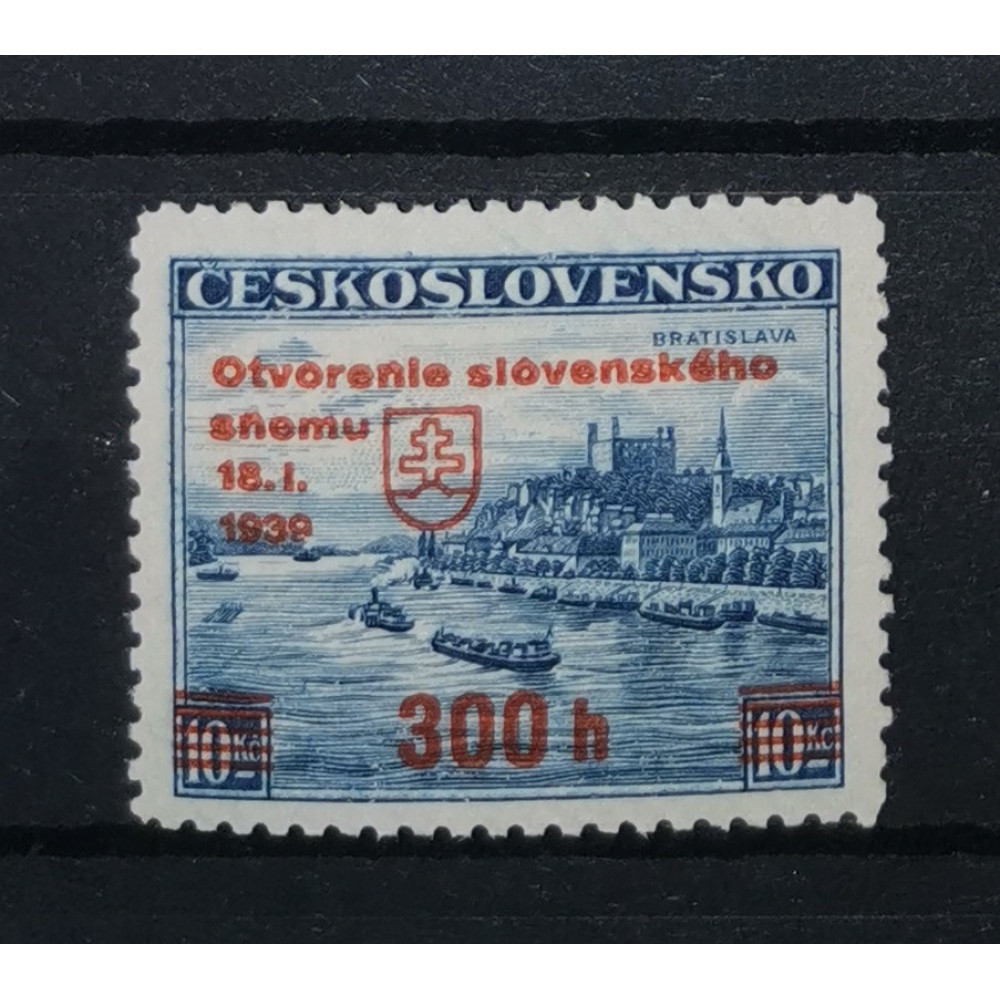 ČESKOSLOVENSKO
BRATISLAVA
Otvorenie slovenského
snemu
18. I.
1939
300 h
10 Kč
10 Kč